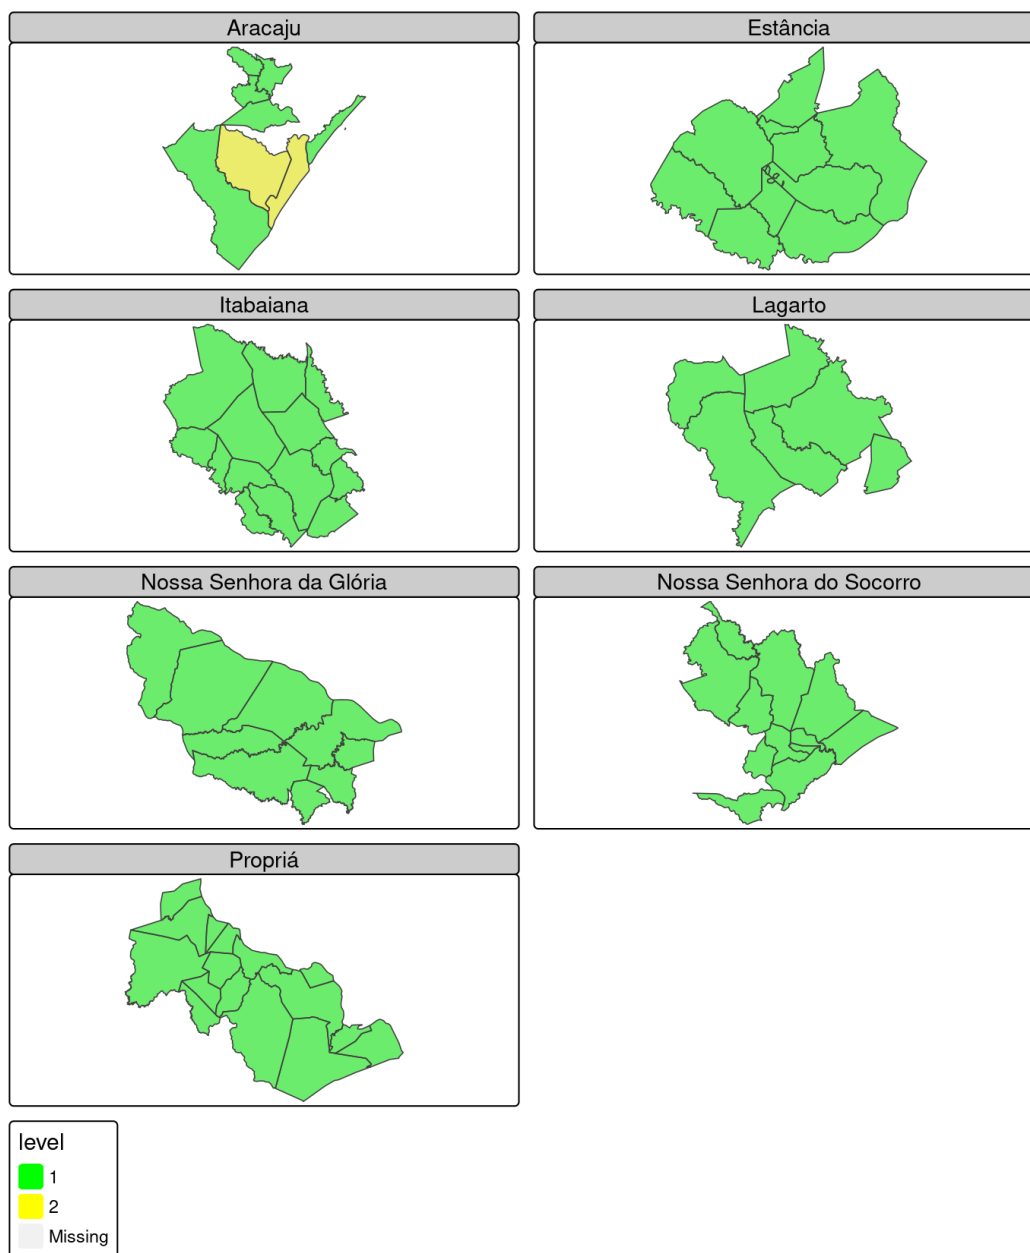 Aracaju
Estância
Itabaiana
Lagarto
Nossa Senhora da Glória
Nossa Senhora do Socorro
Propriá
level
1
2
Missing